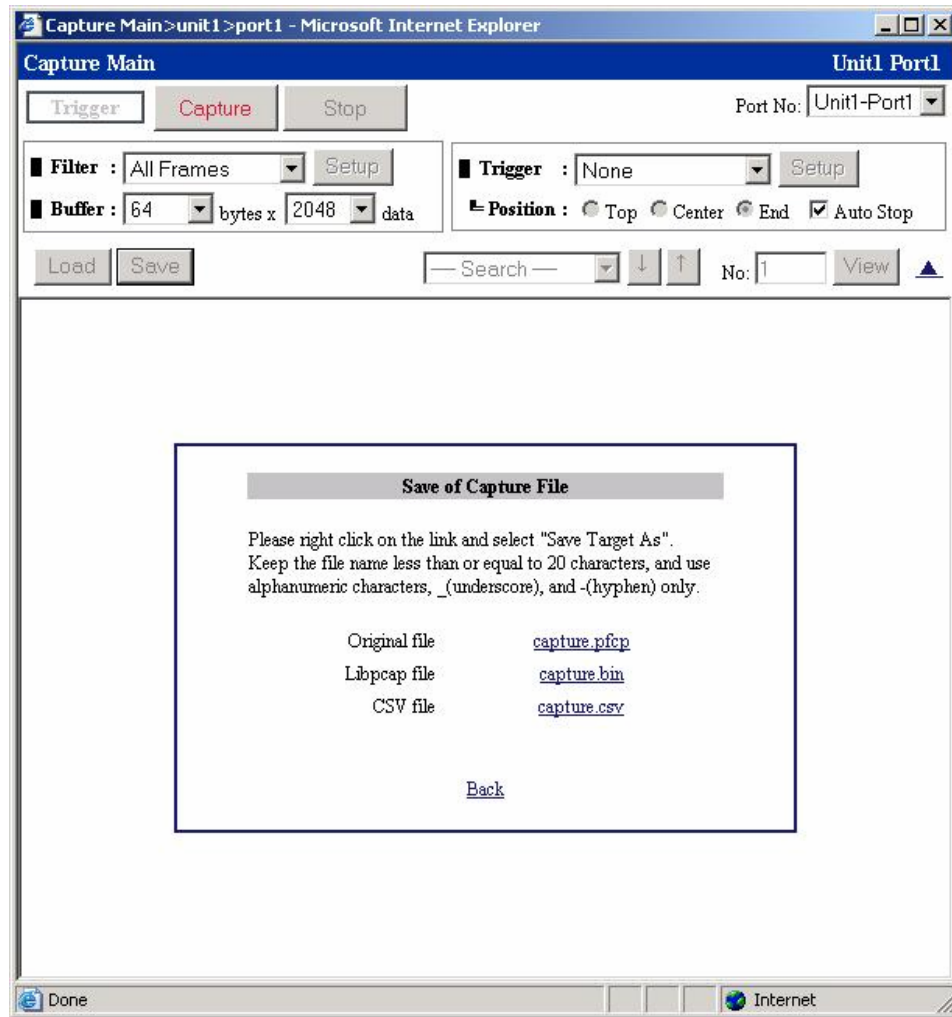 Capture Main>unit1>port1 - Microsoft Internet Explorer
Capture Main Unit1 Port1
Trigger Capture Stop Port No: Unit1-Port1
Filter : All Frames Setup Trigger : None Setup
Buffer : 64 bytes x 2048 data Position : Top Center End Auto Stop
Load Save — Search — ↓ ↑ No: 1 View
Save of Capture File
Please right click on the link and select "Save Target As".
Keep the file name less than or equal to 20 characters, and use
alphanumeric characters, _(underscore), and -(hyphen) only.
Original file capture.pfcp
Libpcap file capture.bin
CSV file capture.csv
Back
Done Internet